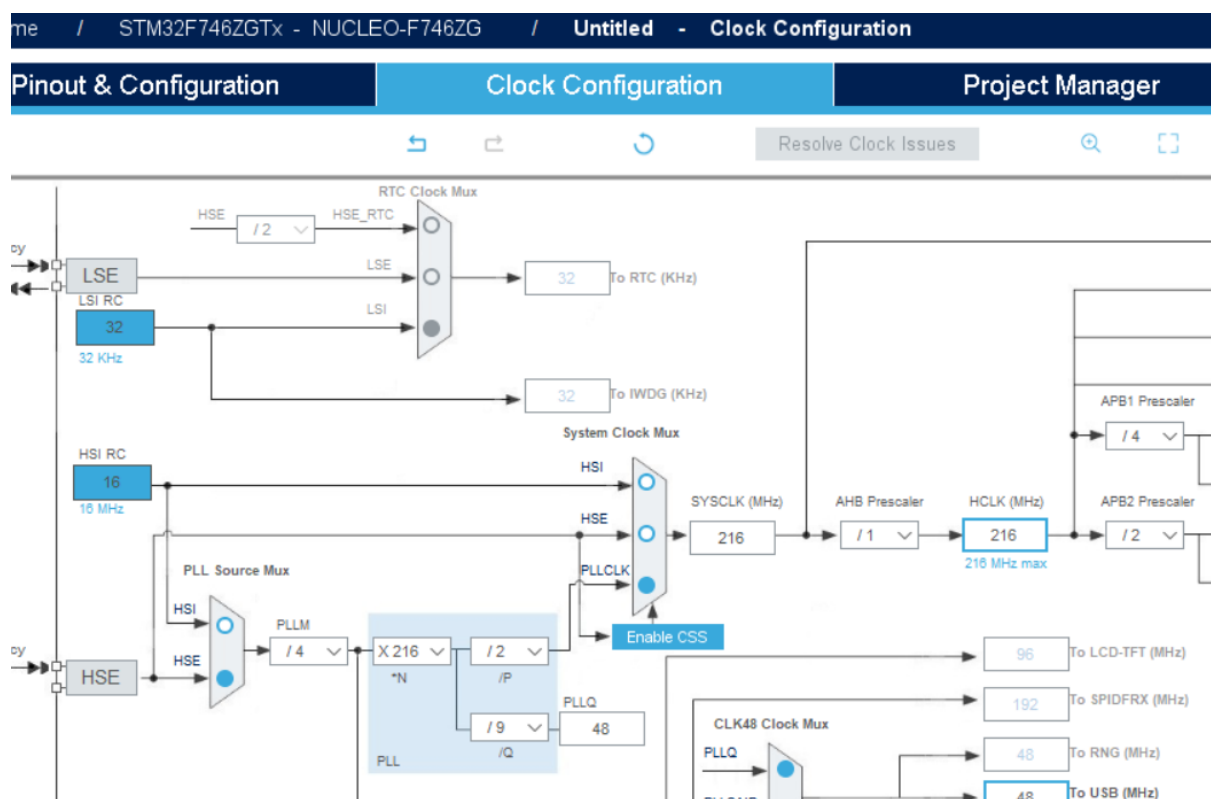 me / STM32F746ZGTx - NUCLEO-F746ZG / Untitled - Clock Configuration
Pinout & Configuration Clock Configuration Project Manager
Resolve Clock Issues
RTC Clock Mux
HSE / 2 HSE_RTC
cy
LSE LSE 32 To RTC (KHz)
LSI RC
LSI
32
32 KHz
32 To IWDG (KHz)
APB1 Prescaler
/ 4
System Clock Mux
HSI RC
HSI
16
16 MHz
SYSCLK (MHz) AHB Prescaler HCLK (MHz) APB2 Prescaler
HSE
216 / 1 216 / 2
216 MHz max
PLL Source Mux PLLCLK
HSI
PLLM
Enable CSS
cy
HSE HSE / 4 X 216 / 2
*N /P
96 To LCD-TFT (MHz)
PLLQ
192 To SPIDFRX (MHz)
/ 9 48
CLK48 Clock Mux
PLL /Q
PLLQ
48 To RNG (MHz)
48 To USB (MHz)